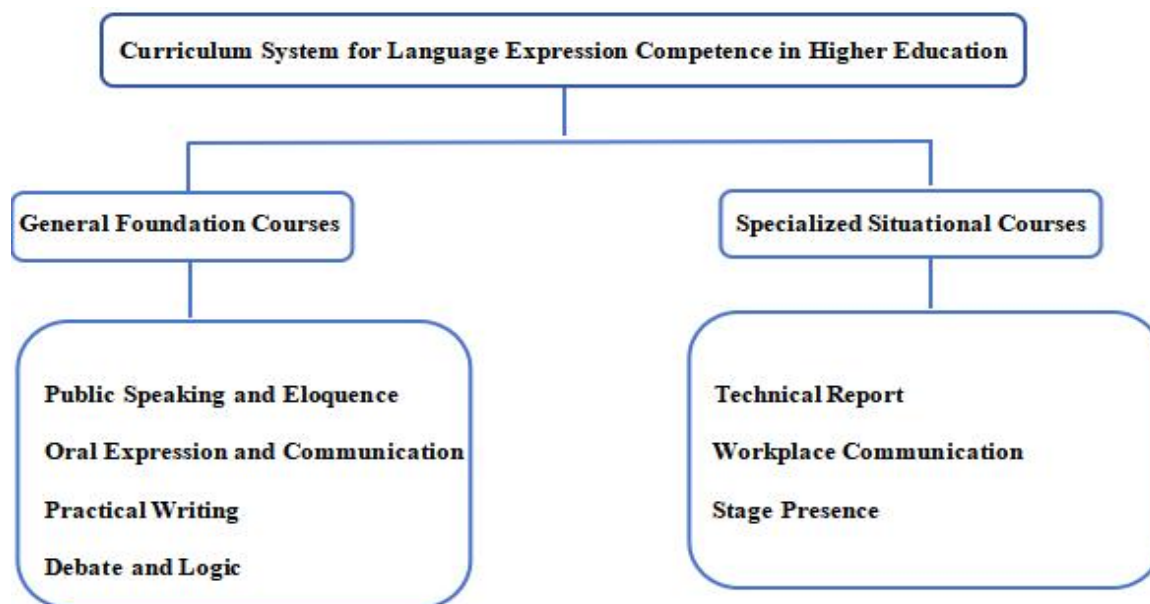 Curriculum System for Language Expression Competence in Higher Education
General Foundation Courses
Specialized Situational Courses
Public Speaking and Eloquence
Oral Expression and Communication
Practical Writing
Debate and Logic
Technical Report
Workplace Communication
Stage Presence